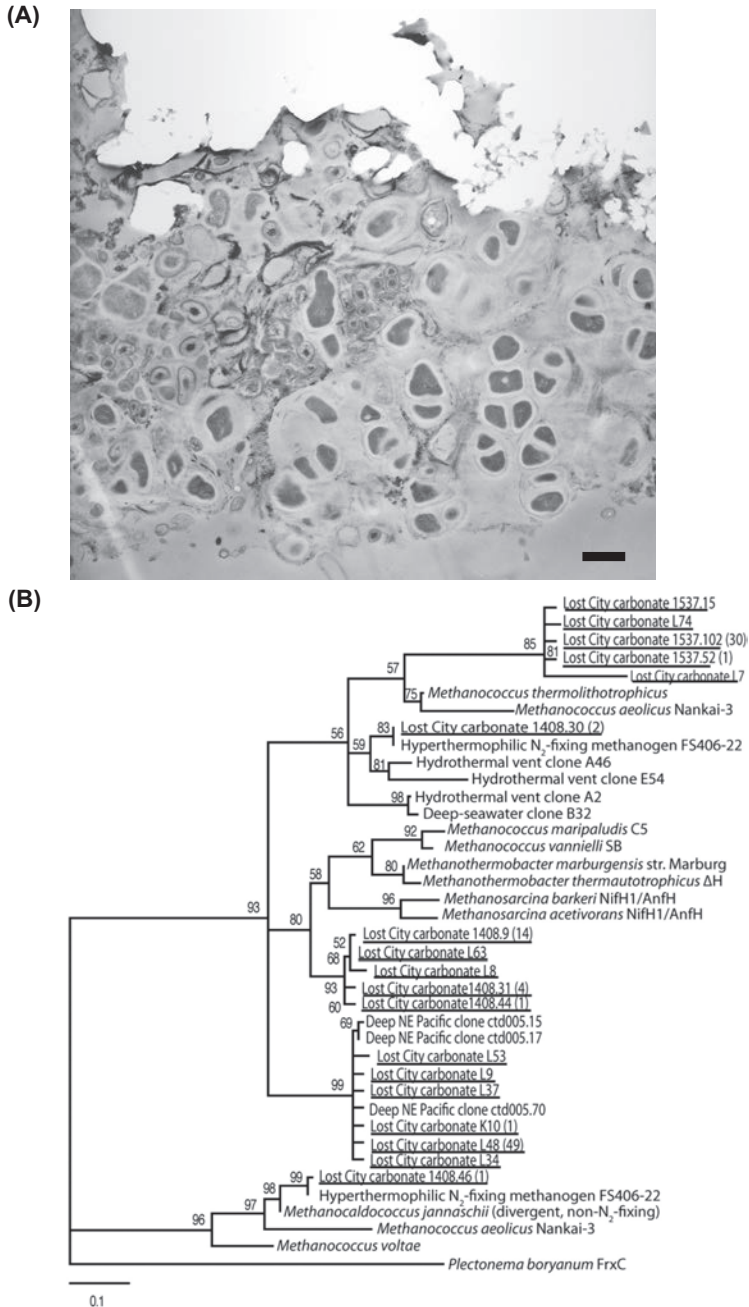 (A)
(B)
Lost City carbonate 1537.15
Lost City carbonate L74
85
Lost City carbonate 1537.102 (30)
81
Lost City carbonate 1537.52 (1)
57
Lost City carbonate L7
75
Methanococcus thermolithotrophicus
Methanococcus aeolicus Nankai-3
56
83
Lost City carbonate 1408.30 (2)
59
Hyperthermophilic N2-fixing methanogen FS406-22
81
Hydrothermal vent clone A46
Hydrothermal vent clone E54
98
Hydrothermal vent clone A2
Deep-seawater clone B32
92
Methanococcus maripaludis C5
62
Methanococcus vannielli SB
58
80
Methanothermobacter marburgensis str. Marburg
Methanothermobacter thermautotrophicus ΔH
93
80
96
Methanosarcina barkeri NifH1/AnfH
Methanosarcina acetivorans NifH1/AnfH
52
Lost City carbonate 1408.9 (14)
68
Lost City carbonate L63
Lost City carbonate L8
93
Lost City carbonate1408.31 (4)
60
Lost City carbonate1408.44 (1)
69
Deep NE Pacific clone ctd005.15
Deep NE Pacific clone ctd005.17
Lost City carbonate L53
99
Lost City carbonate L9
Lost City carbonate L37
Deep NE Pacific clone ctd005.70
Lost City carbonate K10 (1)
Lost City carbonate L48 (49)
Lost City carbonate L34
99
Lost City carbonate 1408.46 (1)
98
Hyperthermophilic N2-fixing methanogen FS406-22
97
Methanocaldococcus jannaschii (divergent, non-N2-fixing)
96
Methanococcus aeolicus Nankai-3
Methanococcus voltae
Plectonema boryanum FrxC
0.1